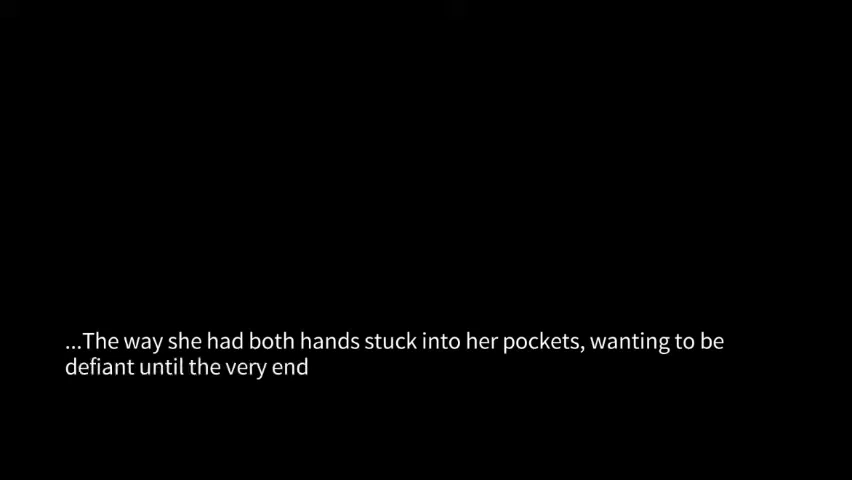 ...The way she had both hands stuck into her pockets, wanting to be
defiant until the very end